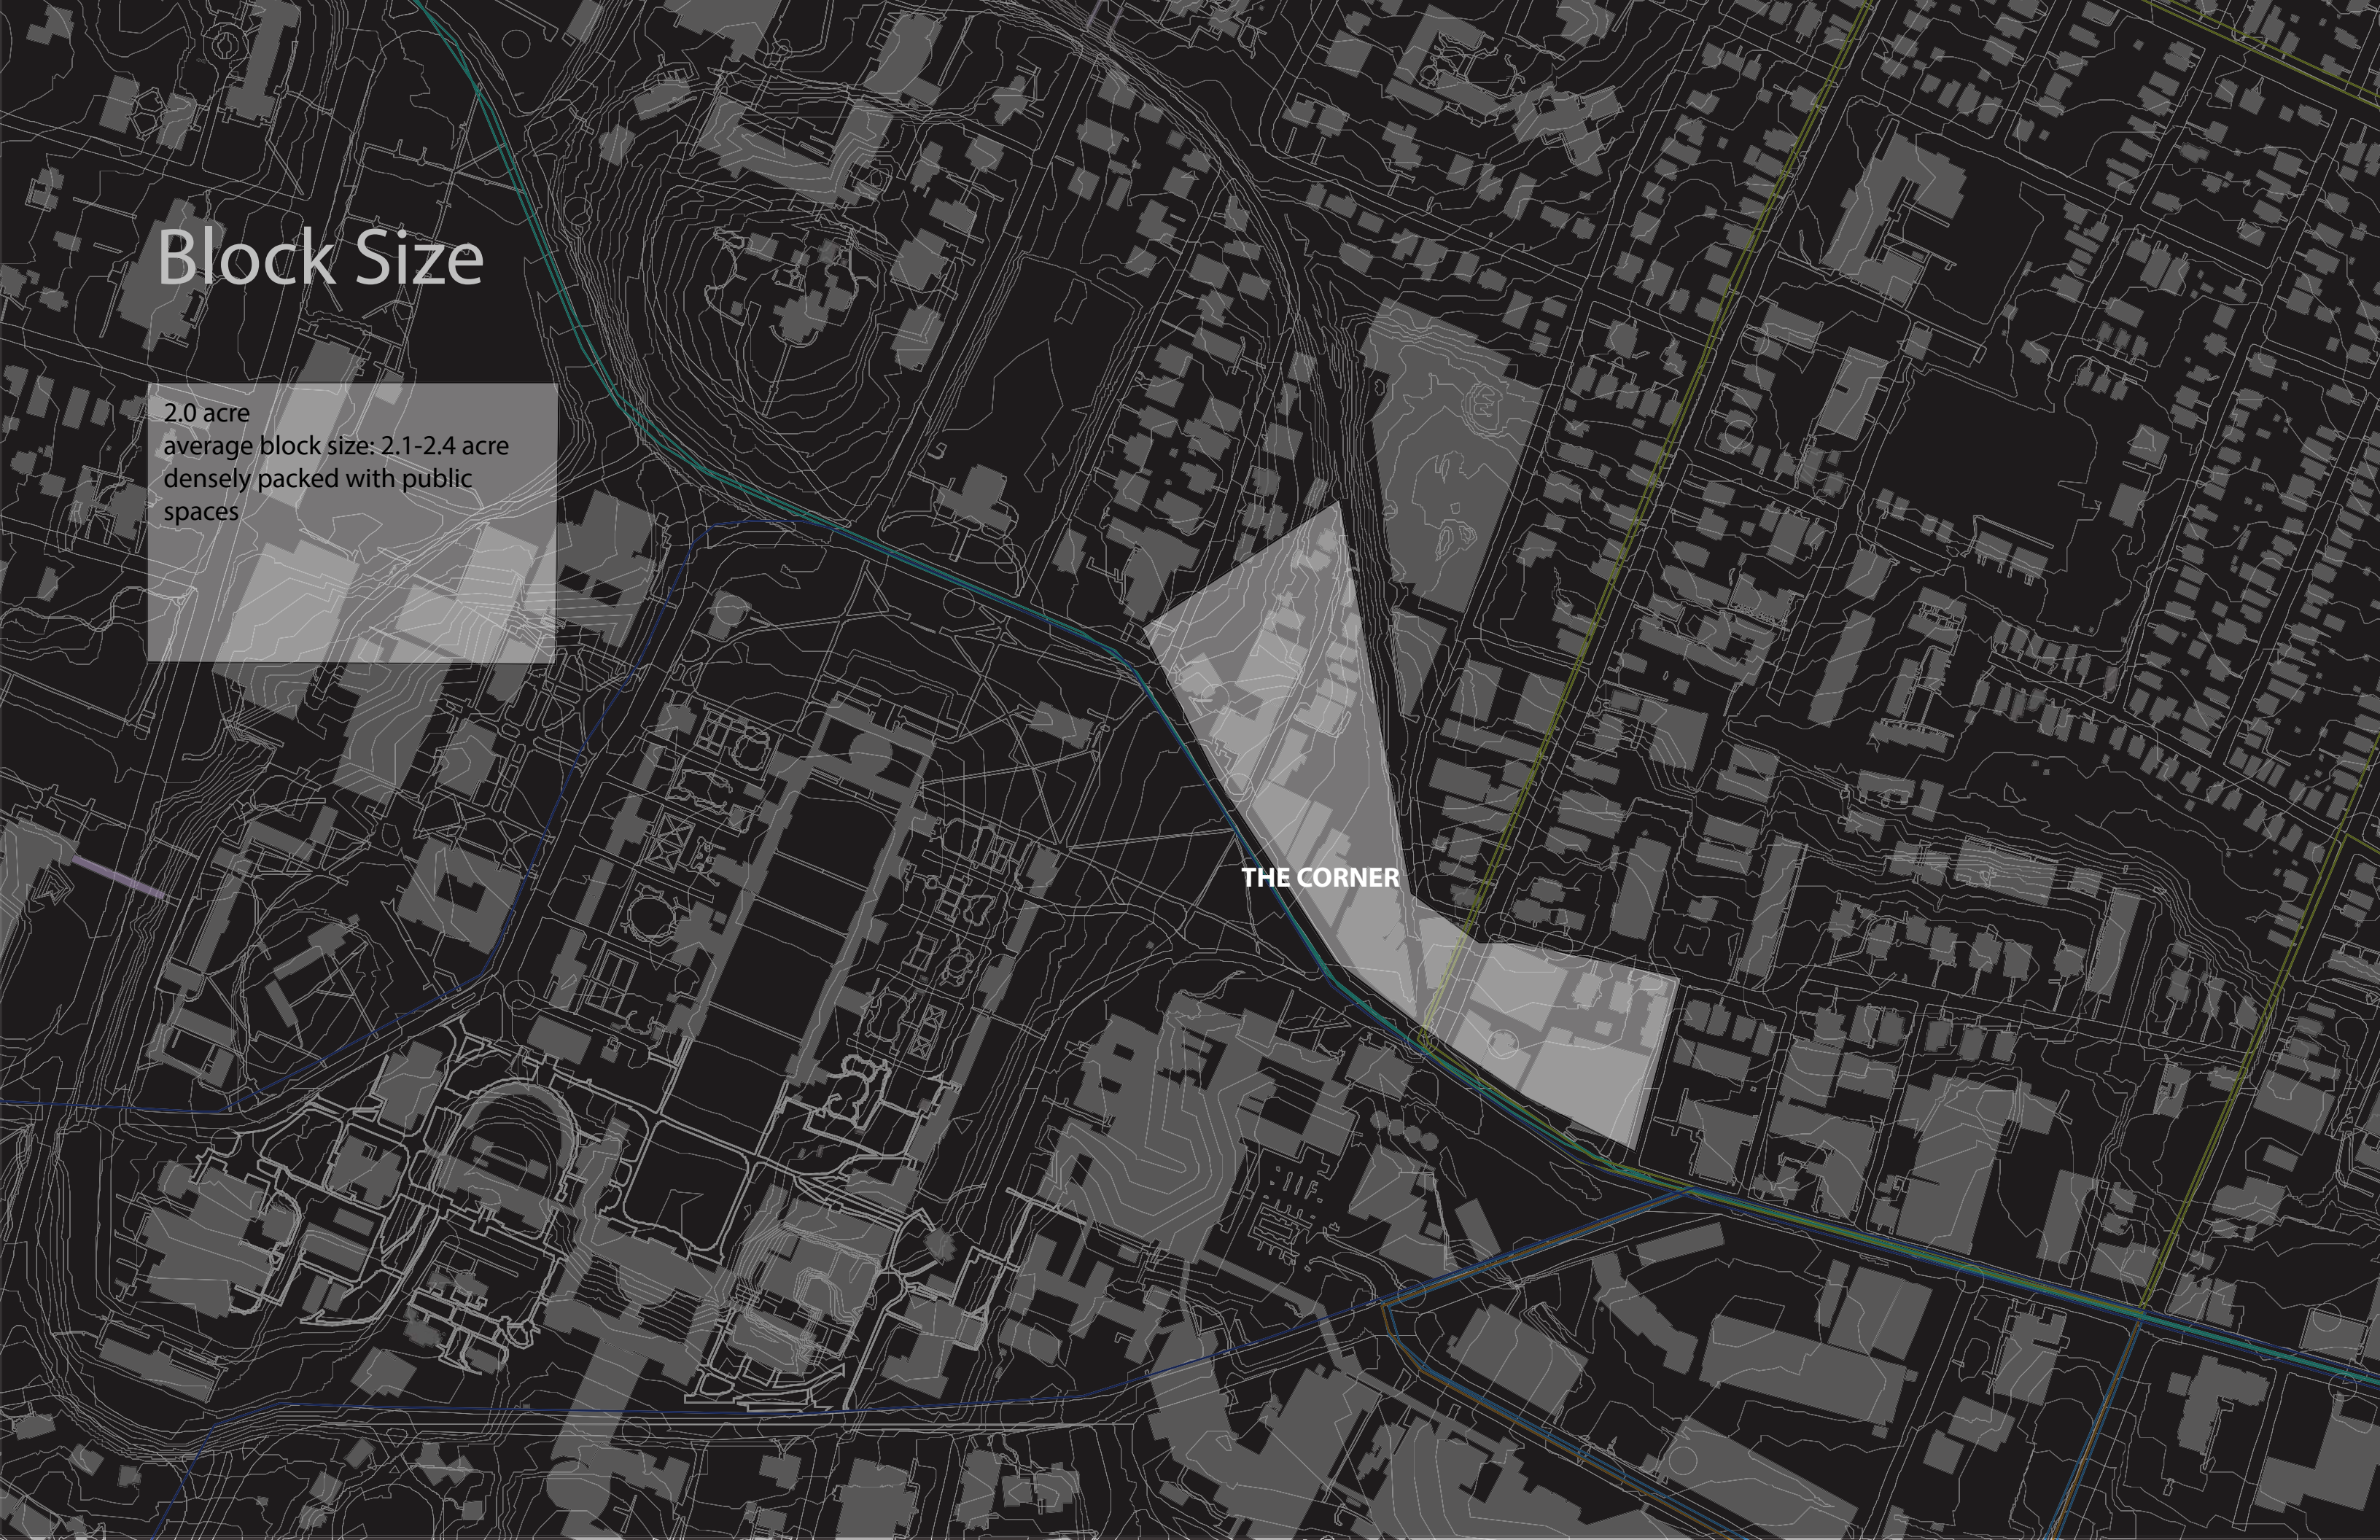 Block Size
2.0 acre
average block size: 2.1-2.4 acre
densely packed with public
spaces
THE CORNER